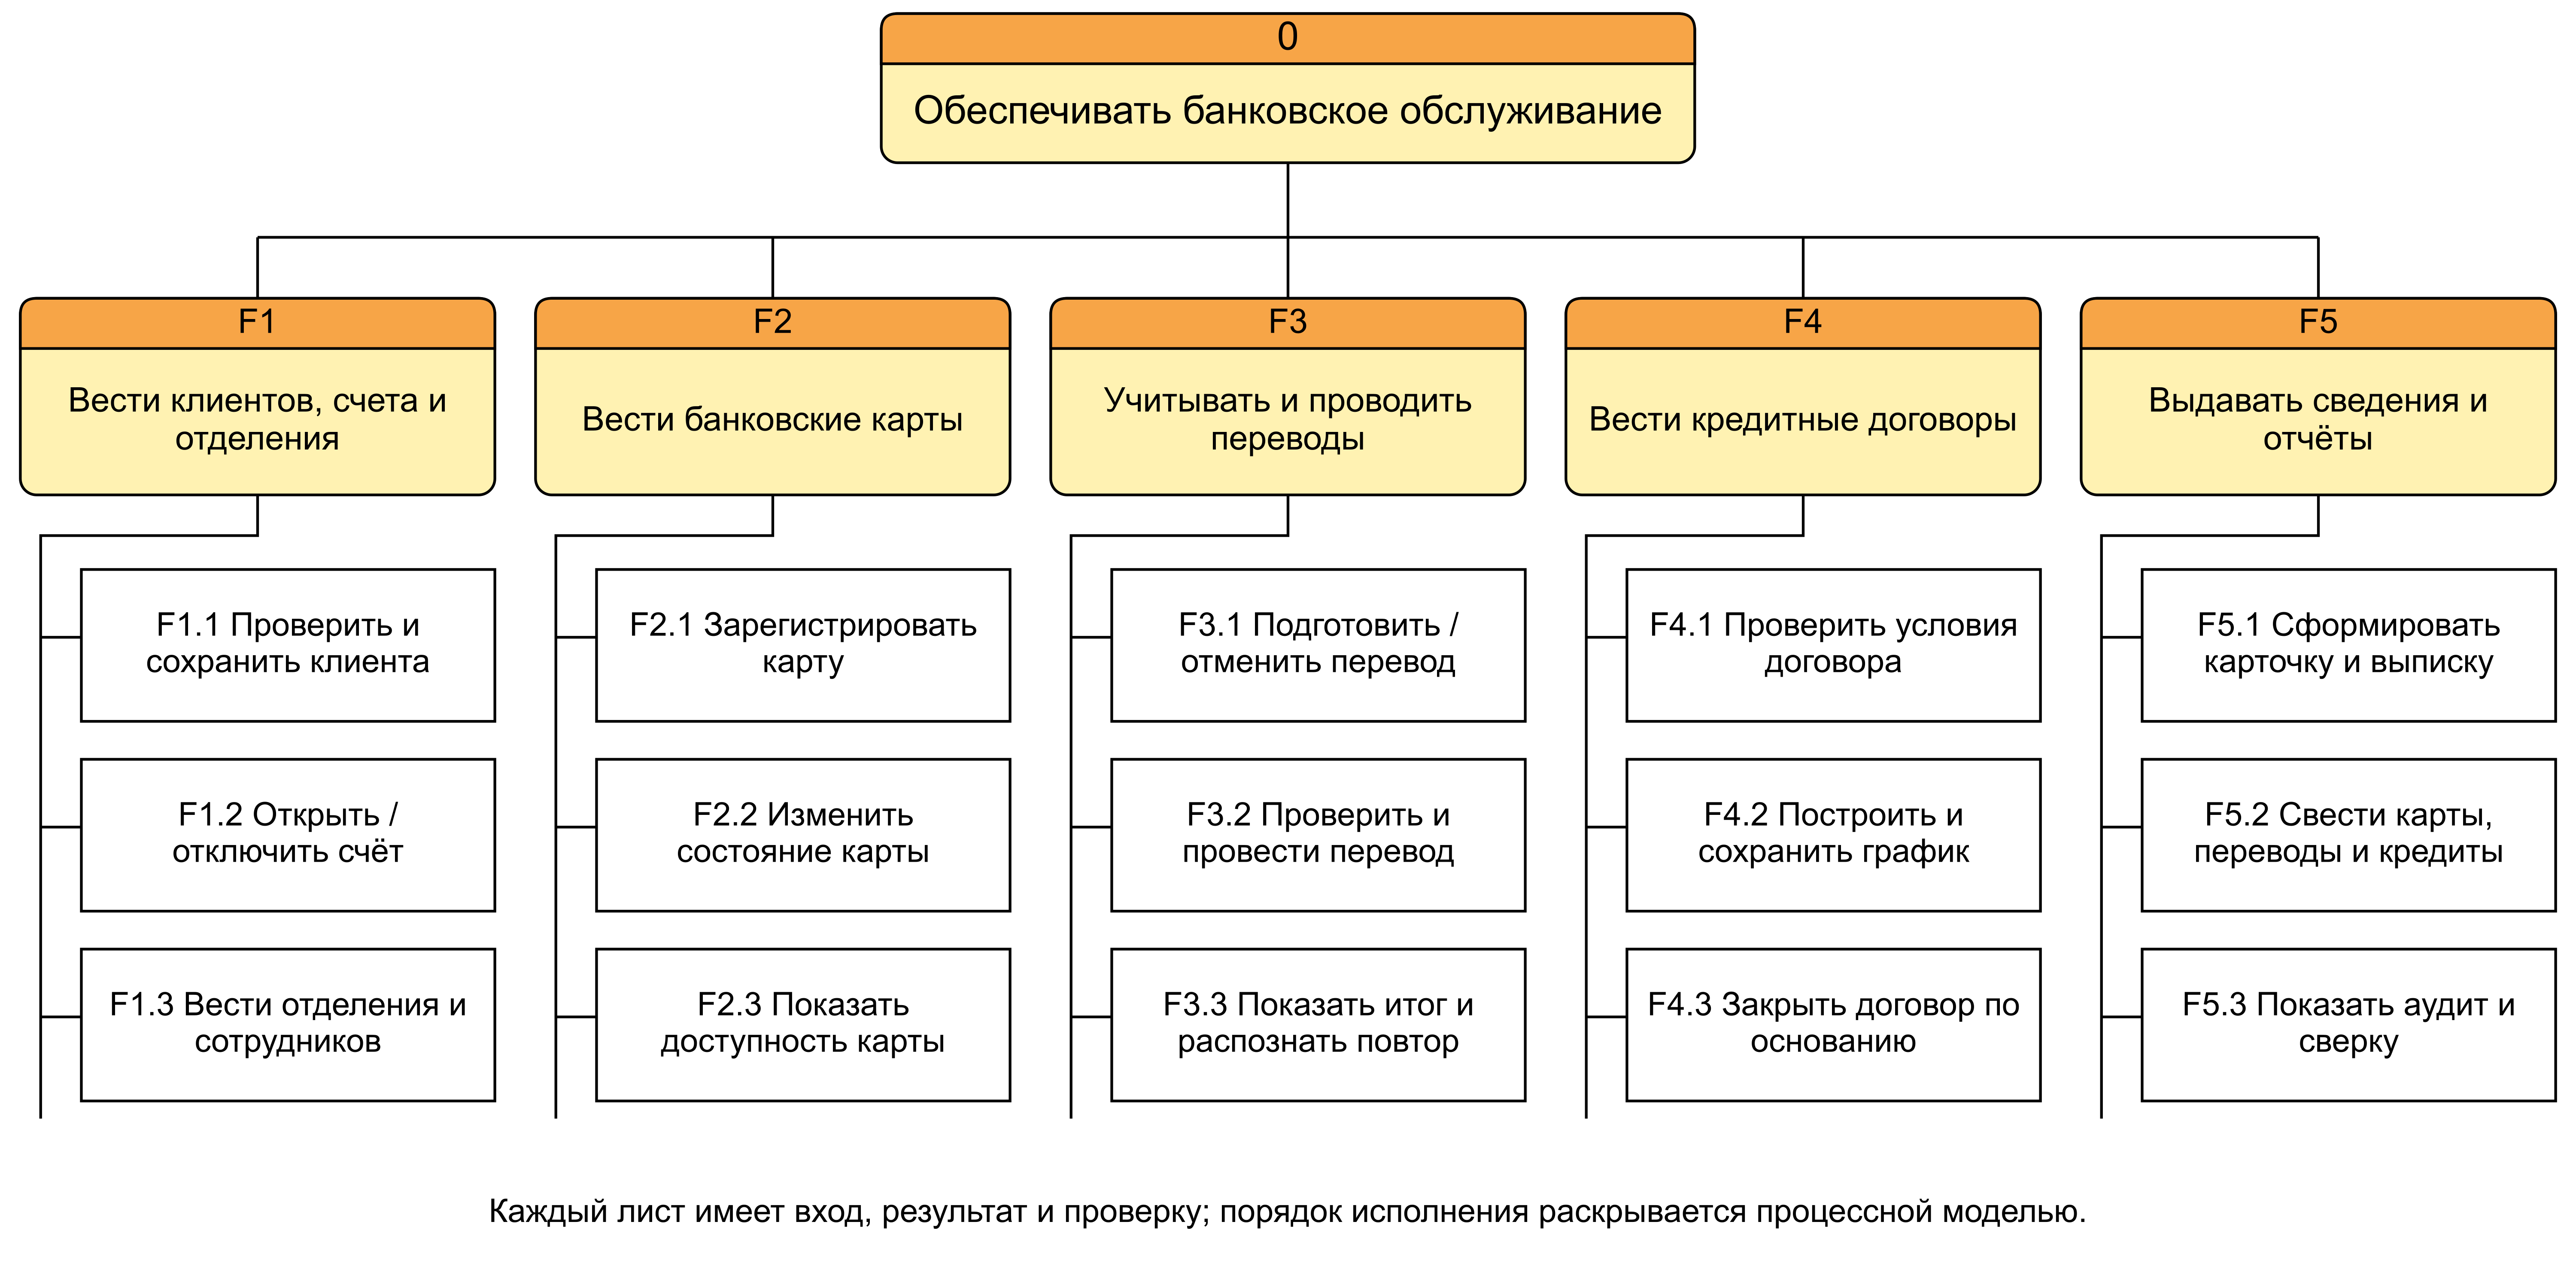 0
Обеспечивать банковское обслуживание
F1
Вести клиентов, счета и
отделения
F2
Вести банковские карты
F3
Учитывать и проводить
переводы
F4
Вести кредитные договоры
F5
Выдавать сведения и
отчёты
F1.1 Проверить и
сохранить клиента
F1.2 Открыть /
отключить счёт
F1.3 Вести отделения и
сотрудников
F2.1 Зарегистрировать
карту
F2.2 Изменить
состояние карты
F2.3 Показать
доступность карты
F3.1 Подготовить /
отменить перевод
F3.2 Проверить и
провести перевод
F3.3 Показать итог и
распознать повтор
F4.1 Проверить условия
договора
F4.2 Построить и
сохранить график
F4.3 Закрыть договор по
основанию
F5.1 Сформировать
карточку и выписку
F5.2 Свести карты,
переводы и кредиты
F5.3 Показать аудит и
сверку
Каждый лист имеет вход, результат и проверку; порядок исполнения раскрывается процессной моделью.